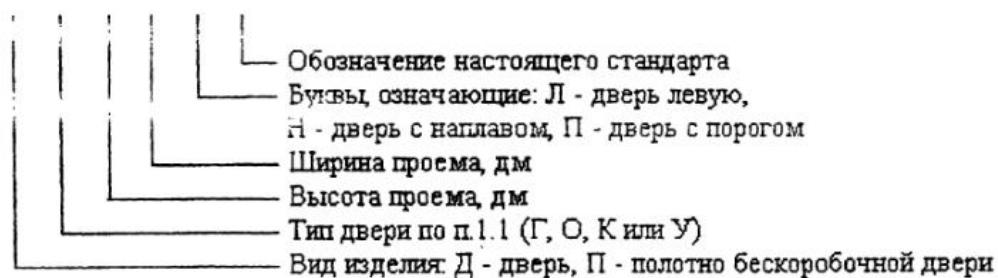 Обозначение настоящего стандарта
Буквы, означающие: Л - дверь левую,
Н - дверь с наплавом, П - дверь с порогом
Ширина проема, дм
Высота проема, дм
Тип двери по п.1.1 (Г, О, К или У)
Вид изделия: Д - дверь, П - полотно бескоробочной двери